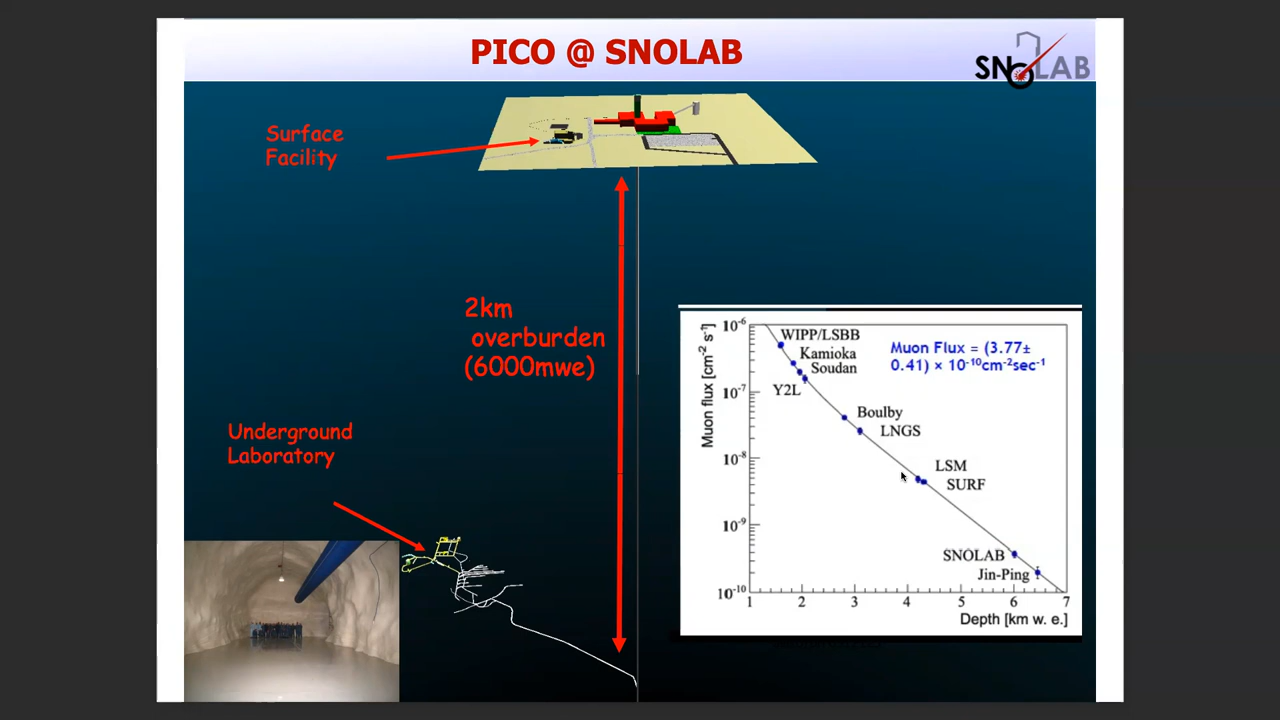 PICO @ SNOLAB
SNOLAB
Surface
Facility
2km
overburden
(6000mwe)
Underground
Laboratory
Muon flux [cm⁻² s⁻¹]
10⁻⁶
10⁻⁷
10⁻⁸
10⁻⁹
10⁻¹⁰
WIPP/LSBB
Kamioka
Soudan
Y2L
Boulby
LNGS
LSM
SURF
SNOLAB
Jin-Ping
Muon Flux = (3.77±
0.41) × 10⁻¹⁰cm⁻²sec⁻¹
1 2 3 4 5 6 7
Depth [km w. e.]